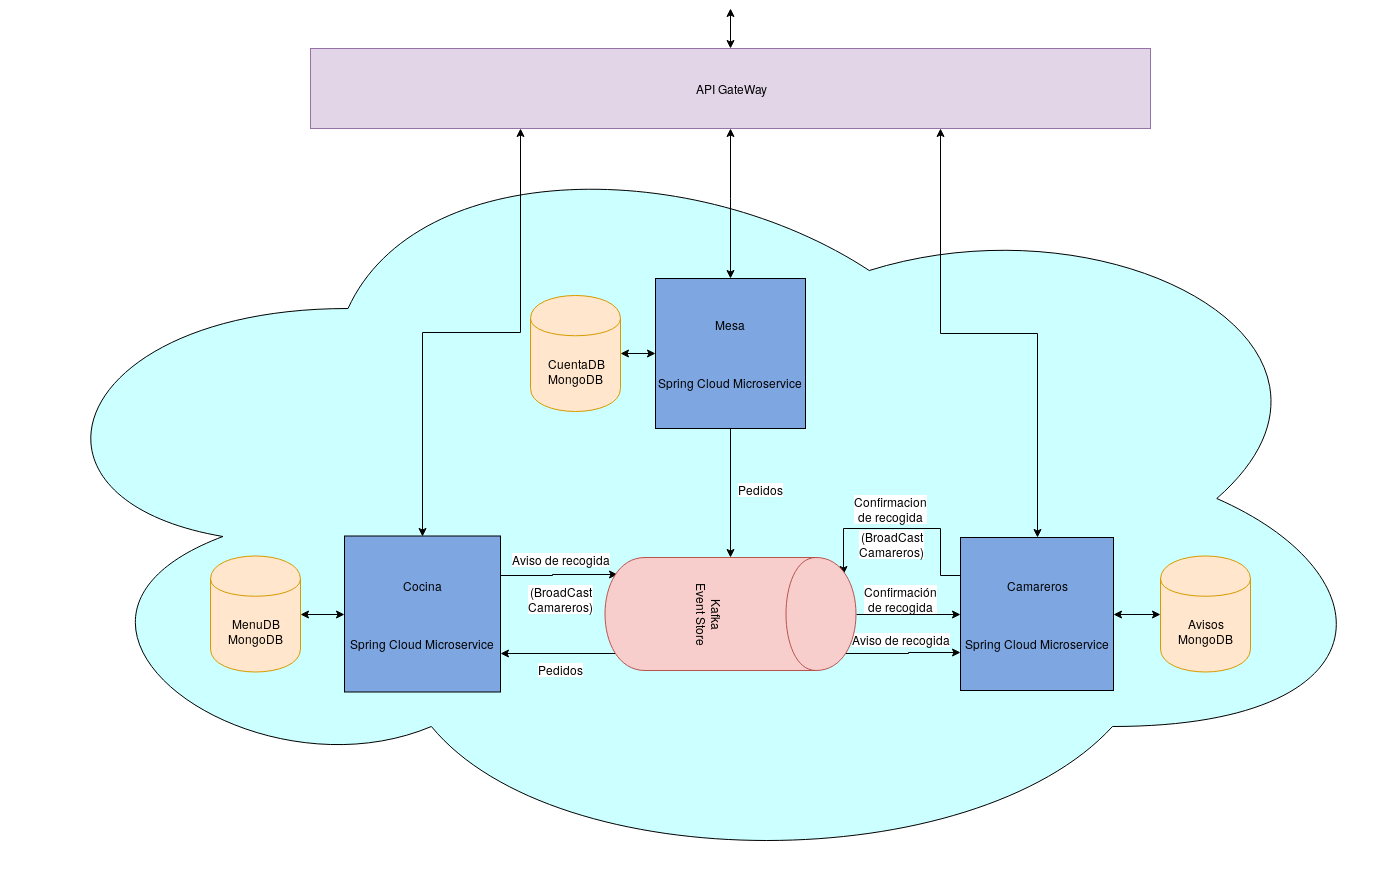 API GateWay
Mesa
Spring Cloud Microservice
CuentaDB
MongoDB
Pedidos
Confirmacion
de recogida
(BroadCast
Camareros)
Aviso de recogida
(BroadCast
Camareros)
Cocina
Spring Cloud Microservice
MenuDB
MongoDB
Kafka
Event Store
Confirmación
de recogida
Aviso de recogida
Camareros
Spring Cloud Microservice
Avisos
MongoDB
Pedidos